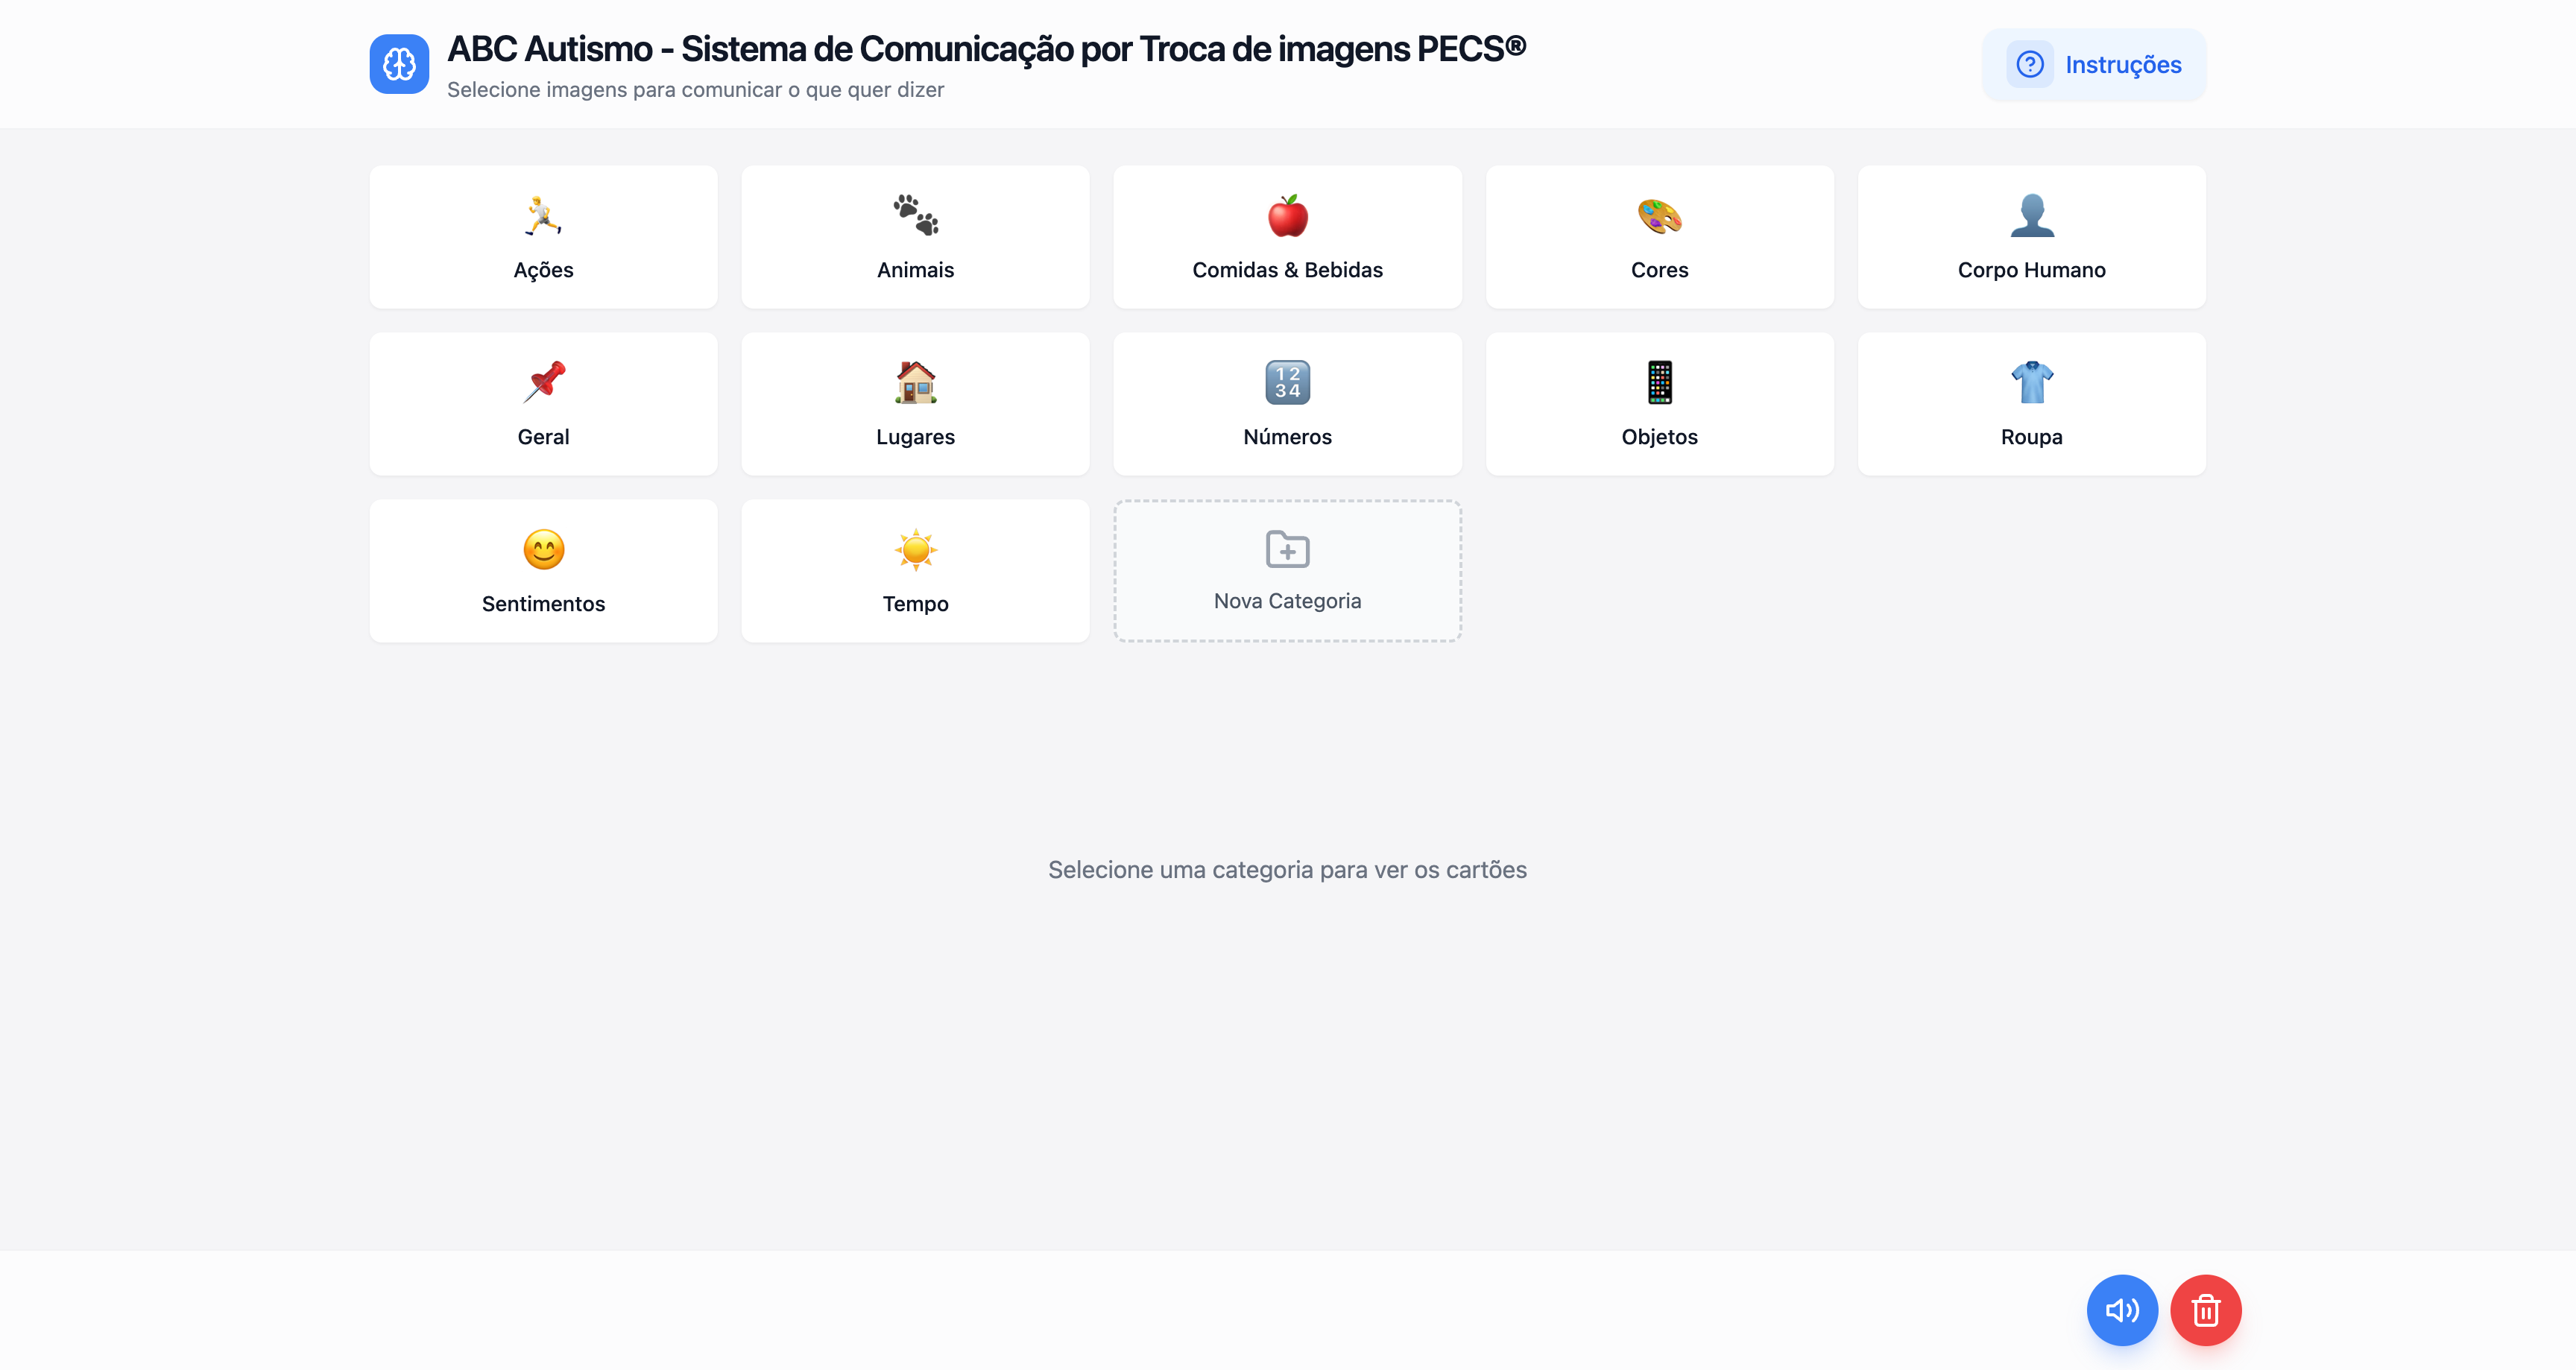 ABC Autismo - Sistema de Comunicação por Troca de imagens PECS®
Selecione imagens para comunicar o que quer dizer
Instruções
Ações
Animais
Comidas & Bebidas
Cores
Corpo Humano
Geral
Lugares
1 2
3 4
Números
Objetos
Roupa
Sentimentos
Tempo
Nova Categoria
Selecione uma categoria para ver os cartões